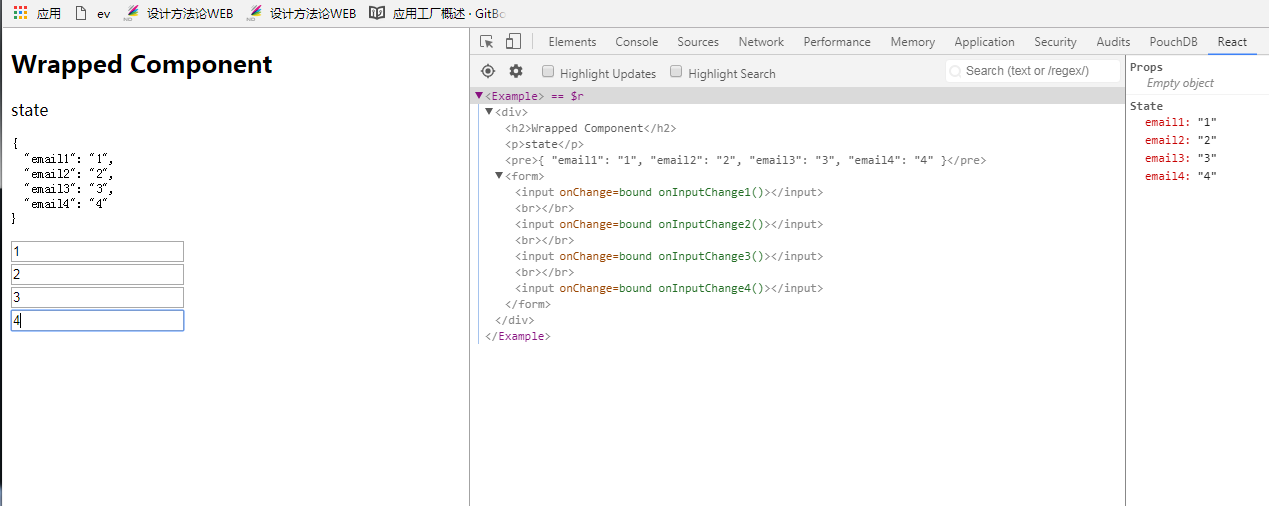 应用 ev 设计方法论WEB 设计方法论WEB 应用工厂概述 · GitBo
Wrapped Component
state
{
"email1": "1",
"email2": "2",
"email3": "3",
"email4": "4"
}
1
2
3
4
Elements Console Sources Network Performance Memory Application Security Audits PouchDB React
Highlight Updates Highlight Search Search (text or /regex/)
<Example> == $r
<div>
<h2>Wrapped Component</h2>
<p>state</p>
<pre>{ "email1": "1", "email2": "2", "email3": "3", "email4": "4" }</pre>
<form>
<input onChange=bound onInputChange1()></input>
<br></br>
<input onChange=bound onInputChange2()></input>
<br></br>
<input onChange=bound onInputChange3()></input>
<br></br>
<input onChange=bound onInputChange4()></input>
</form>
</div>
</Example>
Props
Empty object
State
email1: "1"
email2: "2"
email3: "3"
email4: "4"